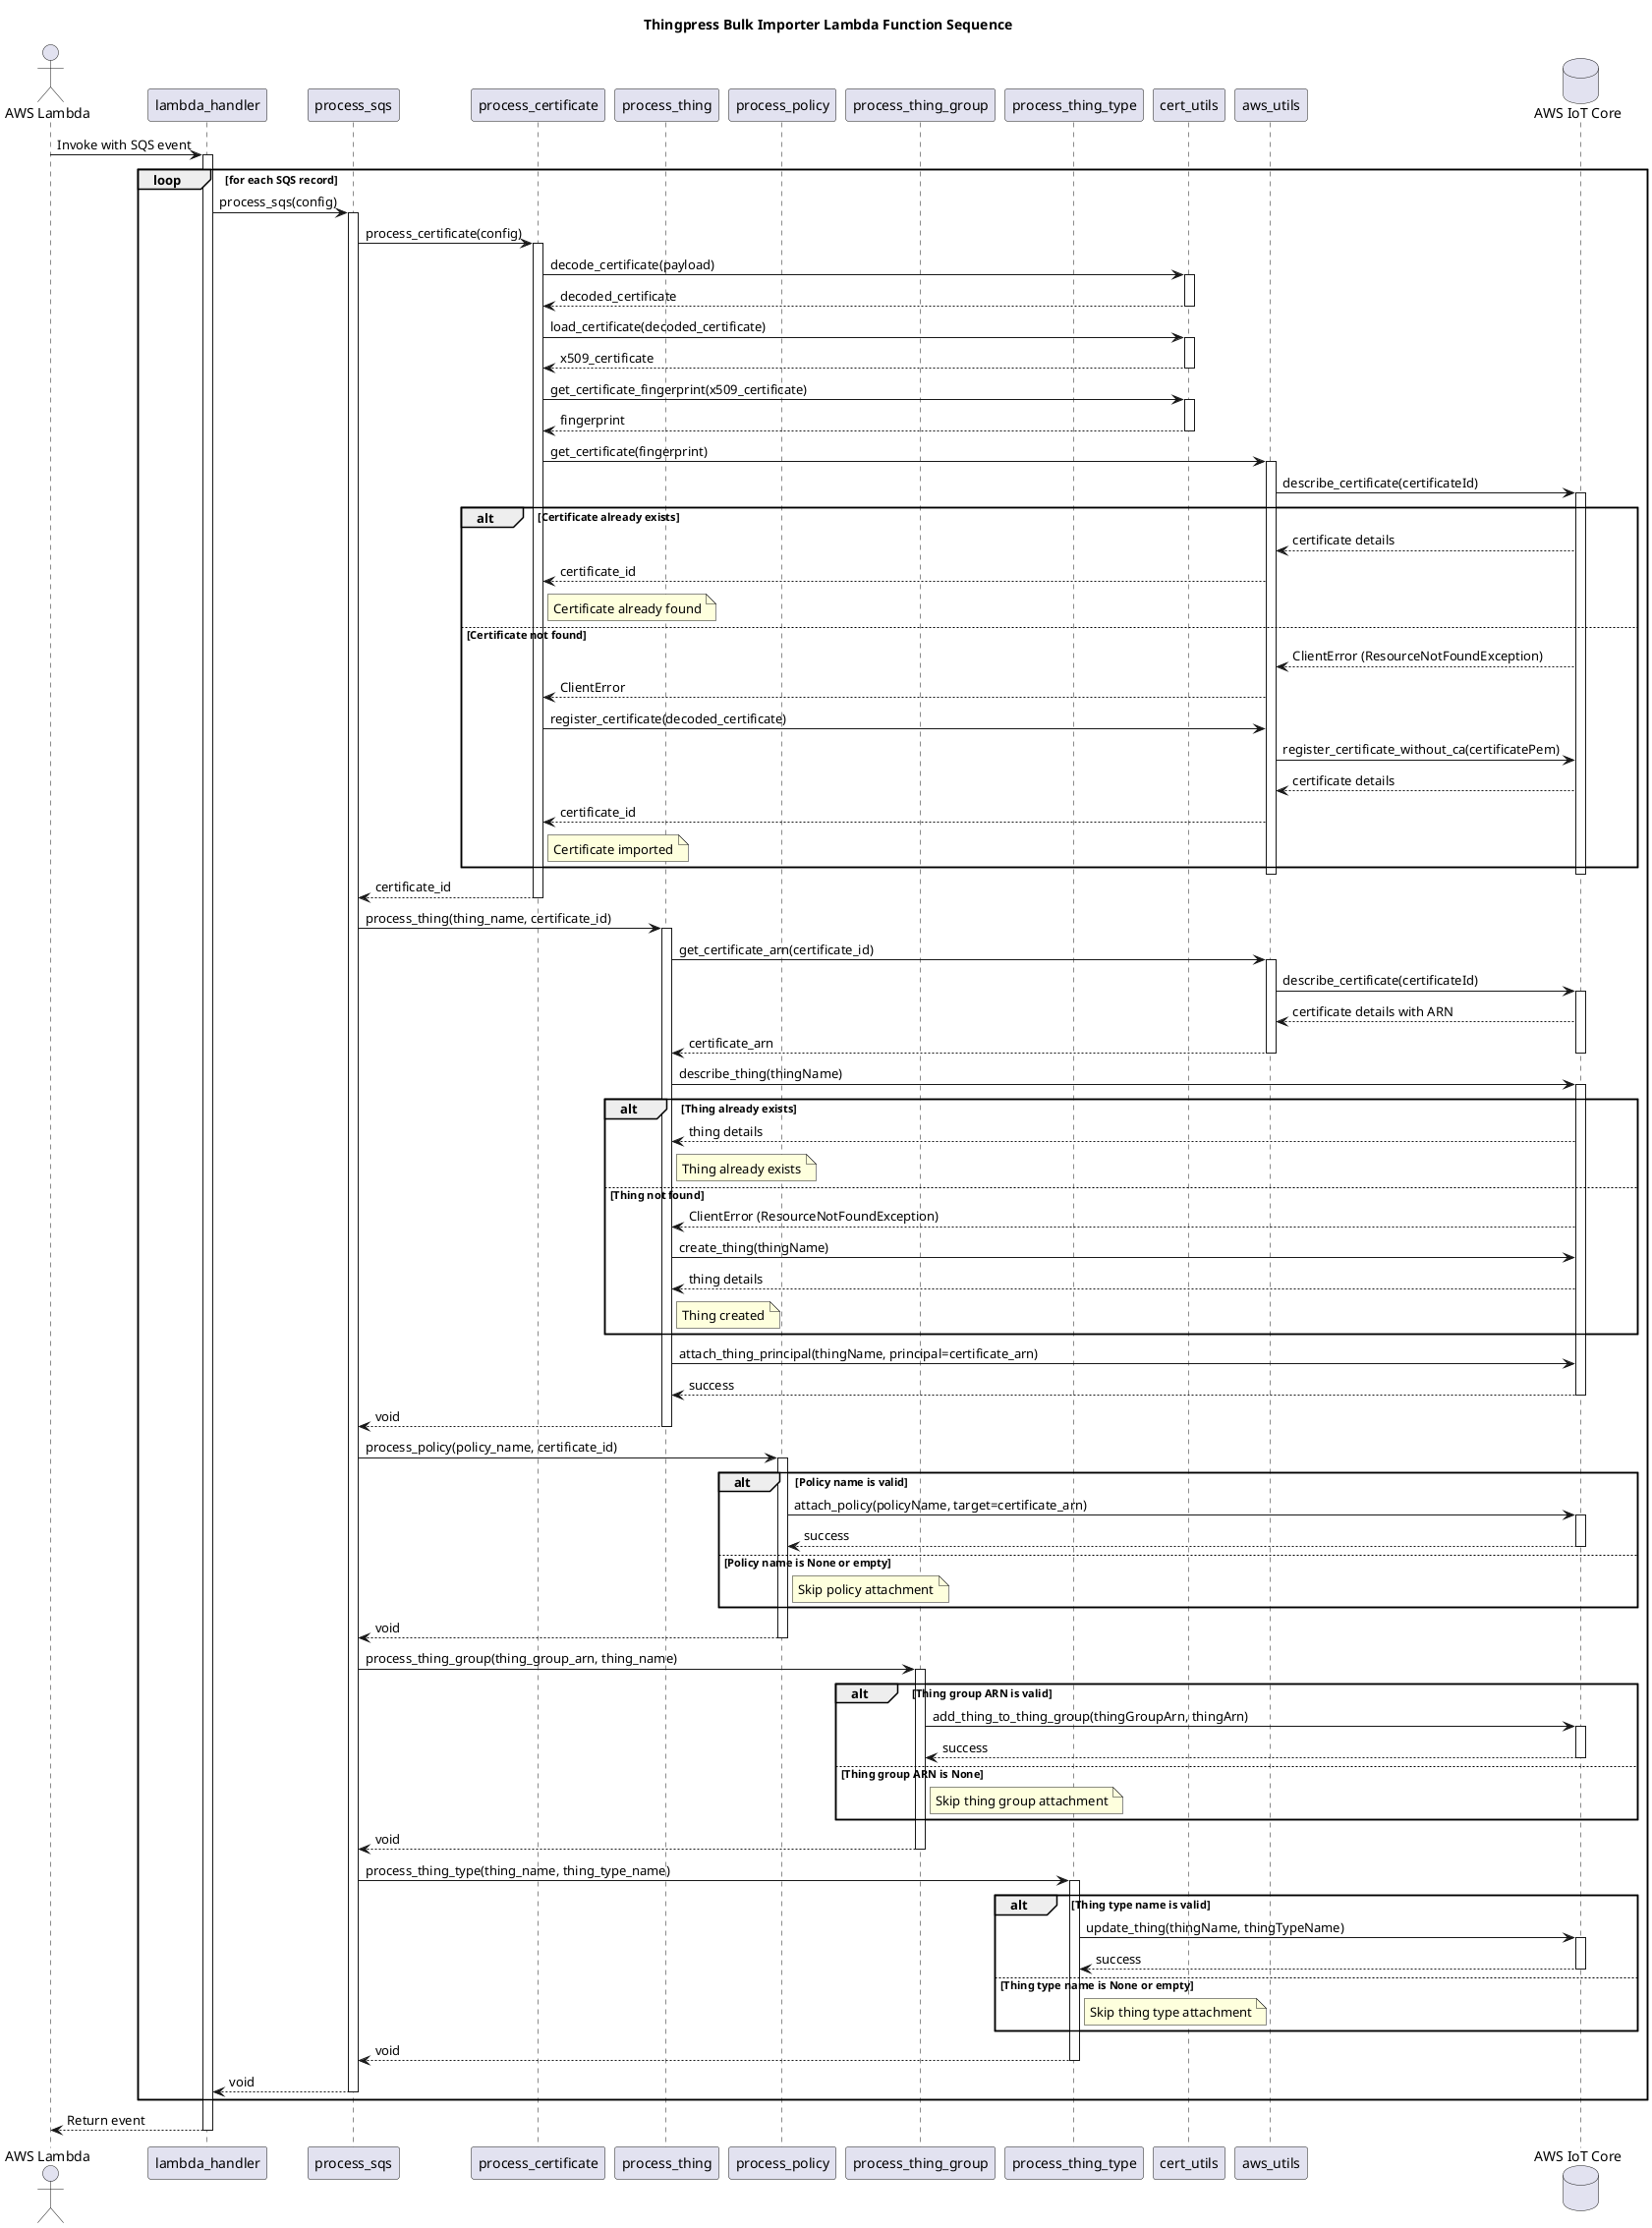 Thingpress Bulk Importer Lambda Function Sequence
AWS Lambda
lambda_handler
process_sqs
process_certificate
process_thing
process_policy
process_thing_group
process_thing_type
cert_utils
aws_utils
AWS IoT Core
Invoke with SQS event
loop [for each SQS record]
process_sqs(config)
process_certificate(config)
decode_certificate(payload)
decoded_certificate
load_certificate(decoded_certificate)
x509_certificate
get_certificate_fingerprint(x509_certificate)
fingerprint
get_certificate(fingerprint)
describe_certificate(certificateId)
alt [Certificate already exists]
certificate details
certificate_id
Certificate already found
[Certificate not found]
ClientError (ResourceNotFoundException)
ClientError
register_certificate(decoded_certificate)
register_certificate_without_ca(certificatePem)
certificate details
certificate_id
Certificate imported
certificate_id
process_thing(thing_name, certificate_id)
get_certificate_arn(certificate_id)
describe_certificate(certificateId)
certificate details with ARN
certificate_arn
describe_thing(thingName)
alt [Thing already exists]
thing details
Thing already exists
[Thing not found]
ClientError (ResourceNotFoundException)
create_thing(thingName)
thing details
Thing created
attach_thing_principal(thingName, principal=certificate_arn)
success
void
process_policy(policy_name, certificate_id)
alt [Policy name is valid]
attach_policy(policyName, target=certificate_arn)
success
[Policy name is None or empty]
Skip policy attachment
void
process_thing_group(thing_group_arn, thing_name)
alt [Thing group ARN is valid]
add_thing_to_thing_group(thingGroupArn, thingArn)
success
[Thing group ARN is None]
Skip thing group attachment
void
process_thing_type(thing_name, thing_type_name)
alt [Thing type name is valid]
update_thing(thingName, thingTypeName)
success
[Thing type name is None or empty]
Skip thing type attachment
void
void
Return event
AWS Lambda
lambda_handler
process_sqs
process_certificate
process_thing
process_policy
process_thing_group
process_thing_type
cert_utils
aws_utils
AWS IoT Core